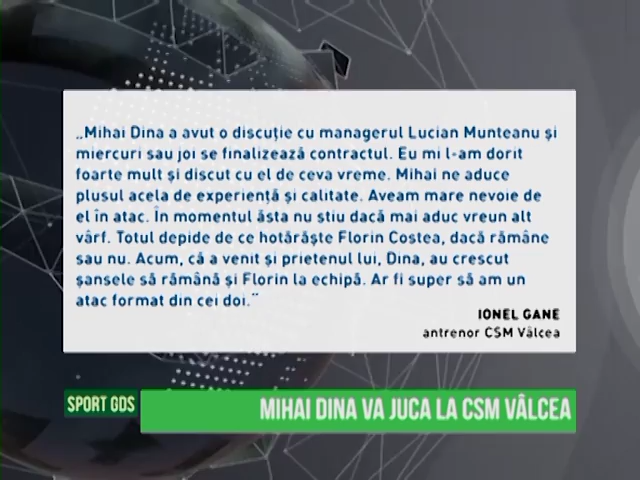 „Mihai Dina a avut o discuție cu managerul Lucian Munteanu și
miercuri sau joi se finalizează contractul. Eu mi l-am dorit
foarte mult și discut cu el de ceva vreme. Mihai ne aduce
plusul acela de experiență și calitate. Aveam mare nevoie de
el în atac. În momentul ăsta nu știu dacă mai aduc vreun alt
vârf. Totul depide de ce hotărăște Florin Costea, dacă rămâne
sau nu. Acum, că a venit și prietenul lui, Dina, au crescut
șansele să rămână și Florin la echipă. Ar fi super să am un
atac format din cei doi."
IONEL GANE
antrenor CSM Vâlcea
SPORT GDS
MIHAI DINA VA JUCA LA CSM VÂLCEA